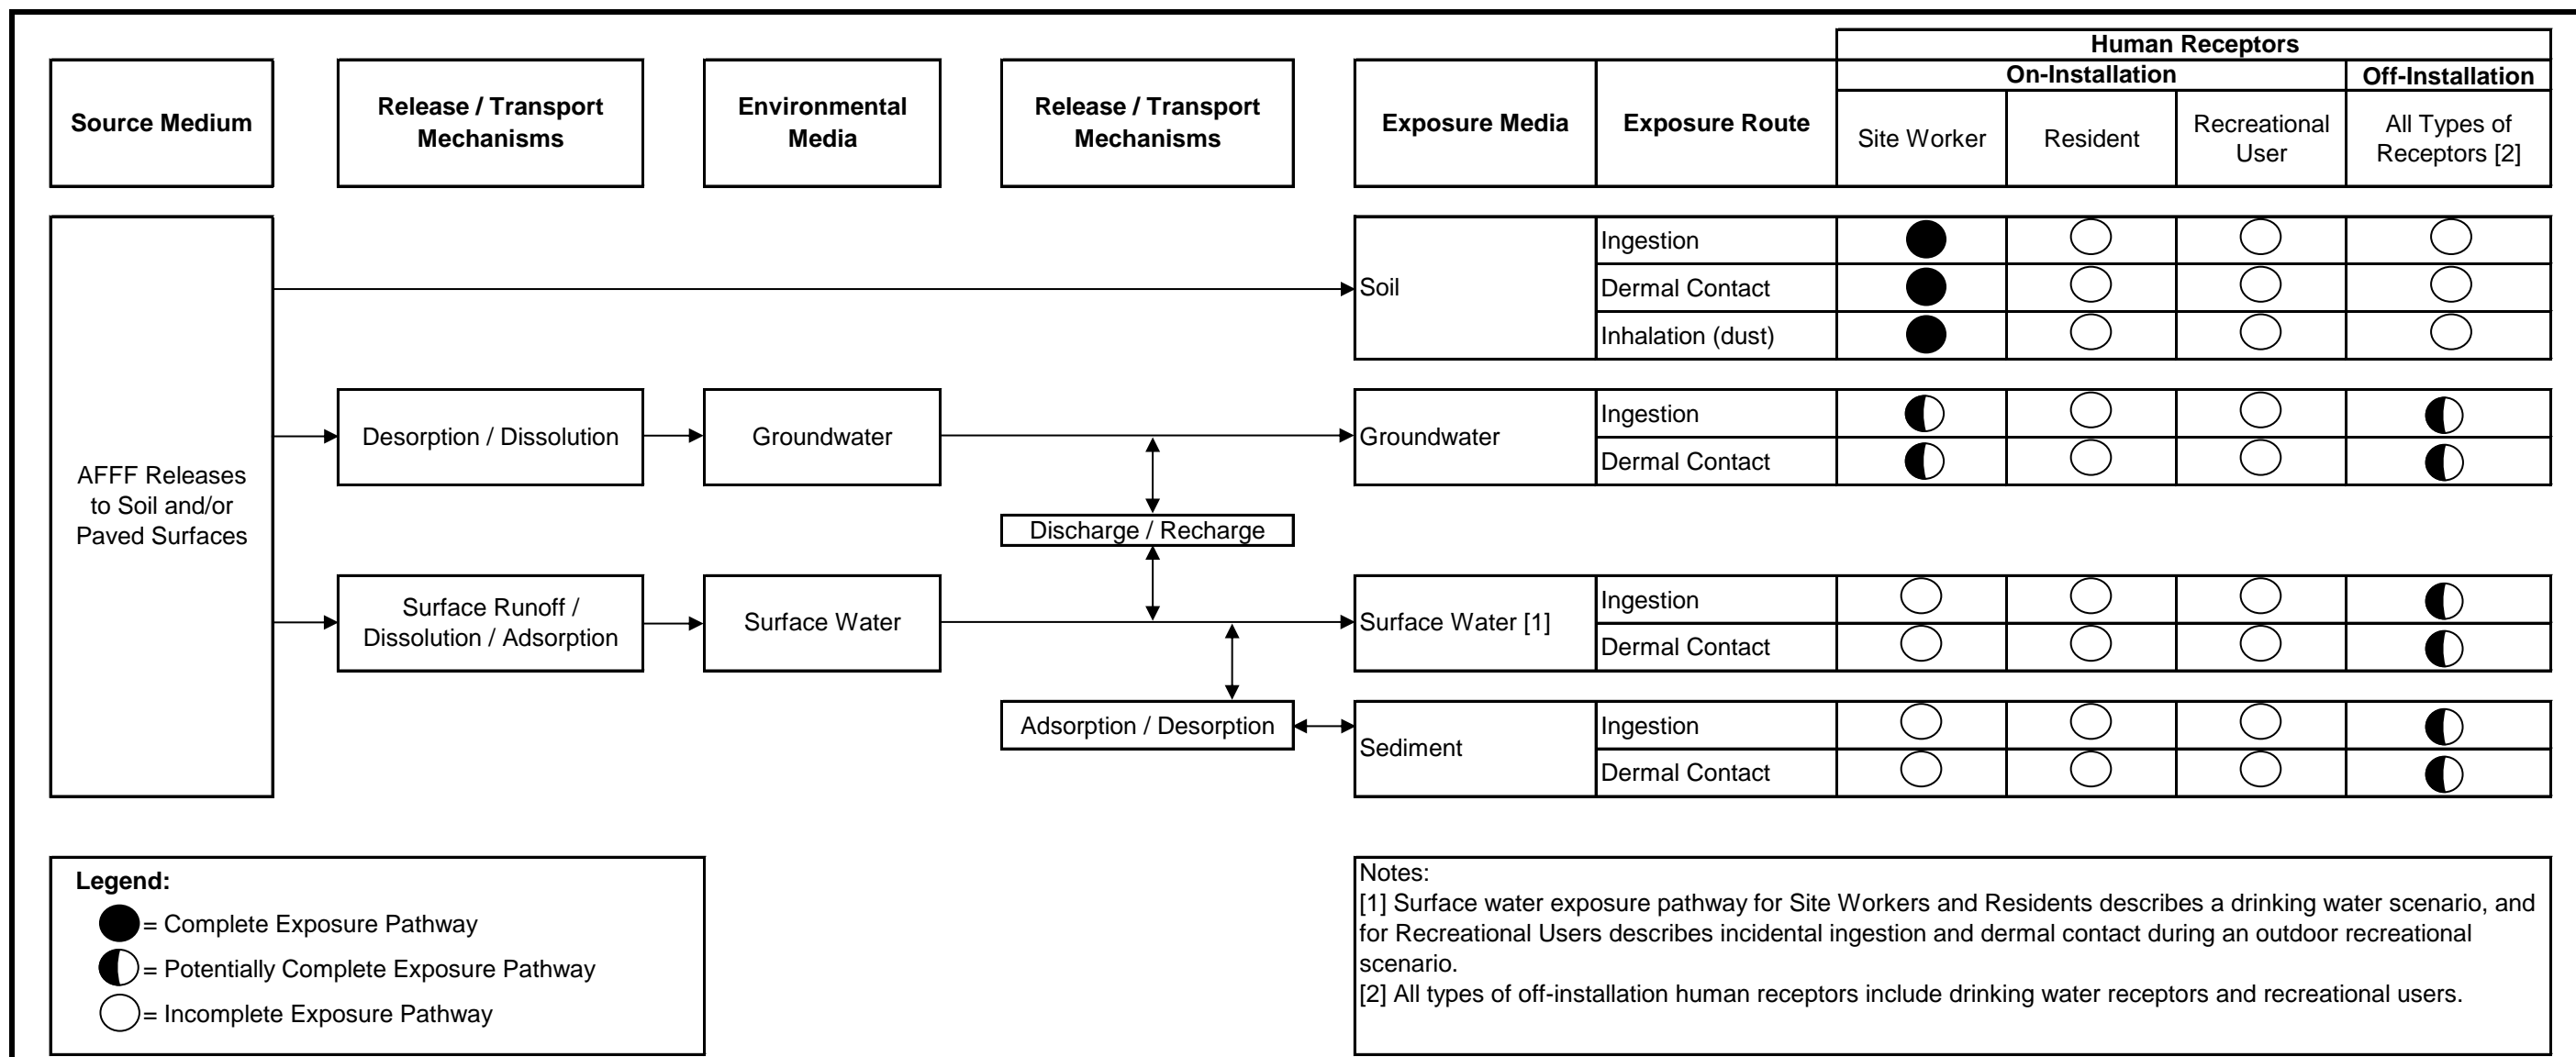 Human Receptors
On-Installation
Off-Installation
Source Medium
Release / Transport
Mechanisms
Environmental
Media
Release / Transport
Mechanisms
Exposure Media
Exposure Route
Site Worker
Resident
Recreational
User
All Types of
Receptors [2]
AFFF Releases
to Soil and/or
Paved Surfaces
Soil
Ingestion
Dermal Contact
Inhalation (dust)
Desorption / Dissolution
Groundwater
Groundwater
Ingestion
Dermal Contact
Discharge / Recharge
Surface Runoff /
Dissolution / Adsorption
Surface Water
Surface Water [1]
Ingestion
Dermal Contact
Adsorption / Desorption
Sediment
Ingestion
Dermal Contact
Legend:
= Complete Exposure Pathway
= Potentially Complete Exposure Pathway
= Incomplete Exposure Pathway
Notes:
[1] Surface water exposure pathway for Site Workers and Residents describes a drinking water scenario, and
for Recreational Users describes incidental ingestion and dermal contact during an outdoor recreational
scenario.
[2] All types of off-installation human receptors include drinking water receptors and recreational users.